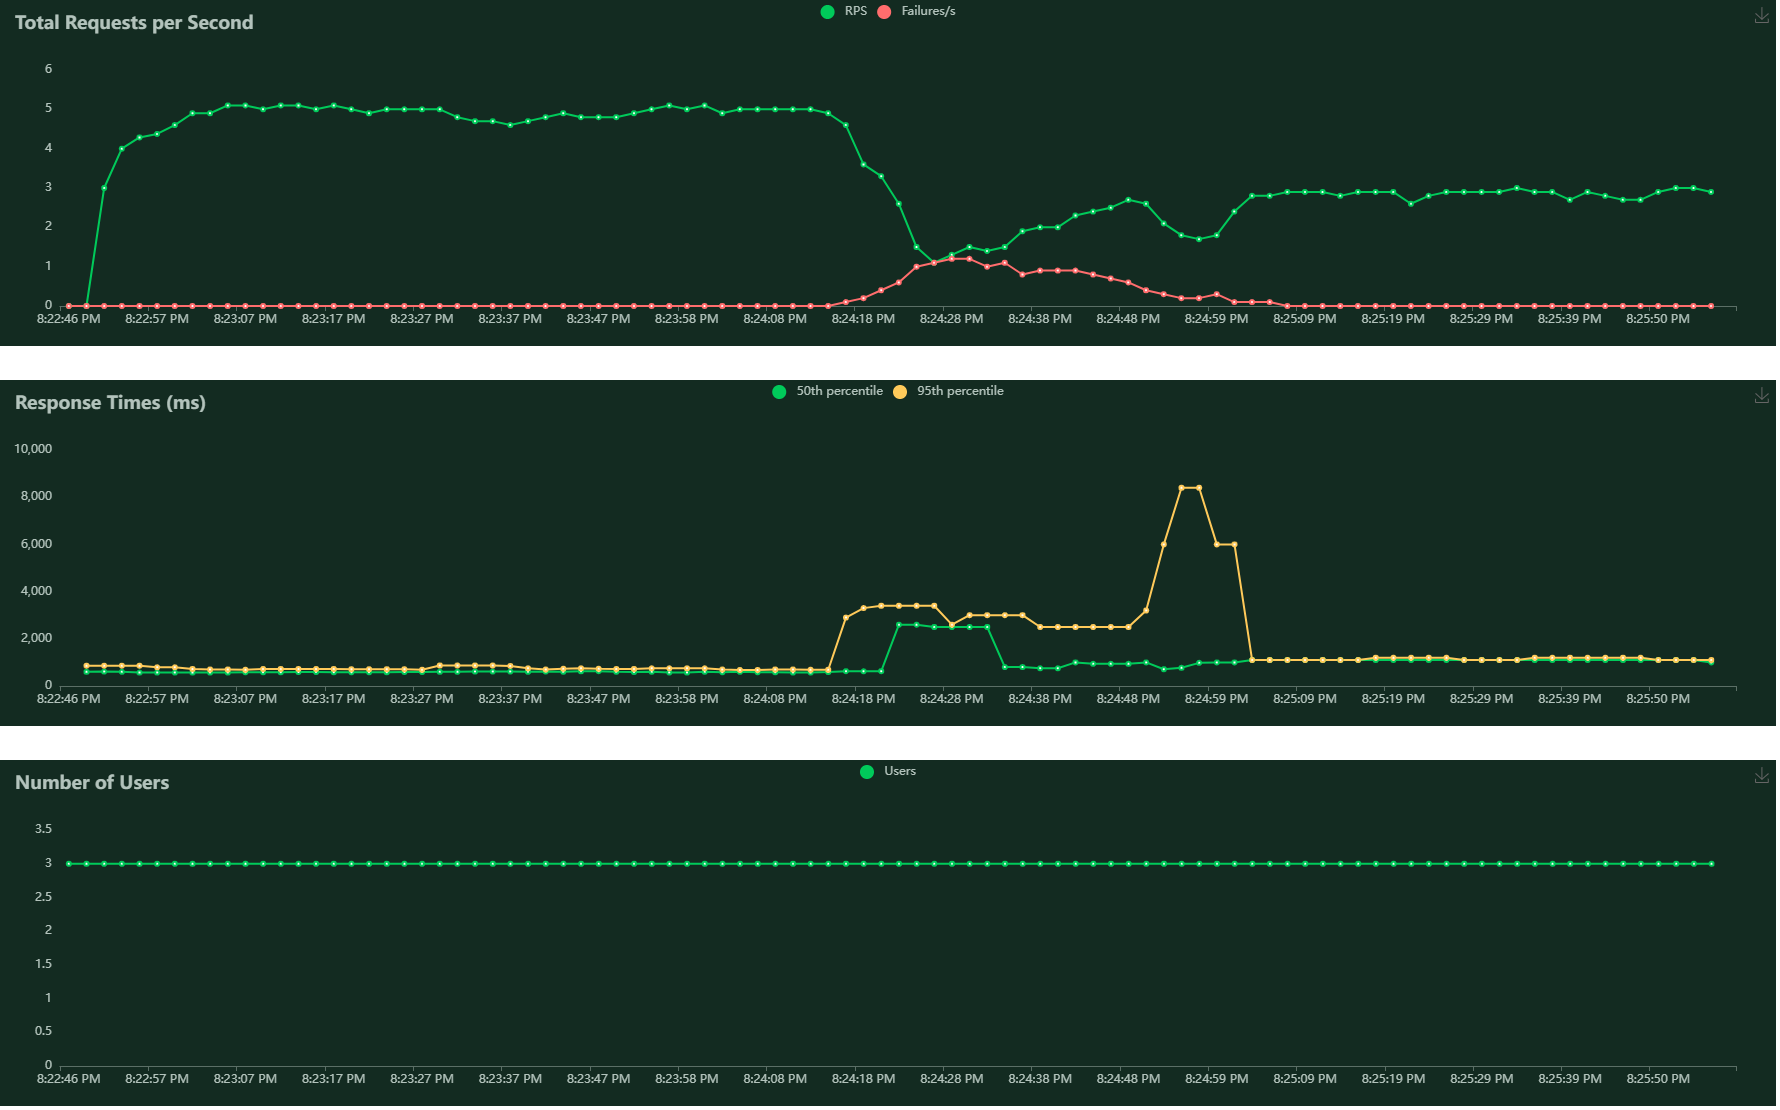 Total Requests per Second
RPS Failures/s
6
5
4
3
2
1
0
8:22:46 PM 8:22:57 PM 8:23:07 PM 8:23:17 PM 8:23:27 PM 8:23:37 PM 8:23:47 PM 8:23:58 PM 8:24:08 PM 8:24:18 PM 8:24:28 PM 8:24:38 PM 8:24:48 PM 8:24:59 PM 8:25:09 PM 8:25:19 PM 8:25:29 PM 8:25:39 PM 8:25:50 PM
Response Times (ms)
50th percentile 95th percentile
10,000
8,000
6,000
4,000
2,000
0
8:22:46 PM 8:22:57 PM 8:23:07 PM 8:23:17 PM 8:23:27 PM 8:23:37 PM 8:23:47 PM 8:23:58 PM 8:24:08 PM 8:24:18 PM 8:24:28 PM 8:24:38 PM 8:24:48 PM 8:24:59 PM 8:25:09 PM 8:25:19 PM 8:25:29 PM 8:25:39 PM 8:25:50 PM
Number of Users
Users
3.5
3
2.5
2
1.5
1
0.5
0
8:22:46 PM 8:22:57 PM 8:23:07 PM 8:23:17 PM 8:23:27 PM 8:23:37 PM 8:23:47 PM 8:23:58 PM 8:24:08 PM 8:24:18 PM 8:24:28 PM 8:24:38 PM 8:24:48 PM 8:24:59 PM 8:25:09 PM 8:25:19 PM 8:25:29 PM 8:25:39 PM 8:25:50 PM